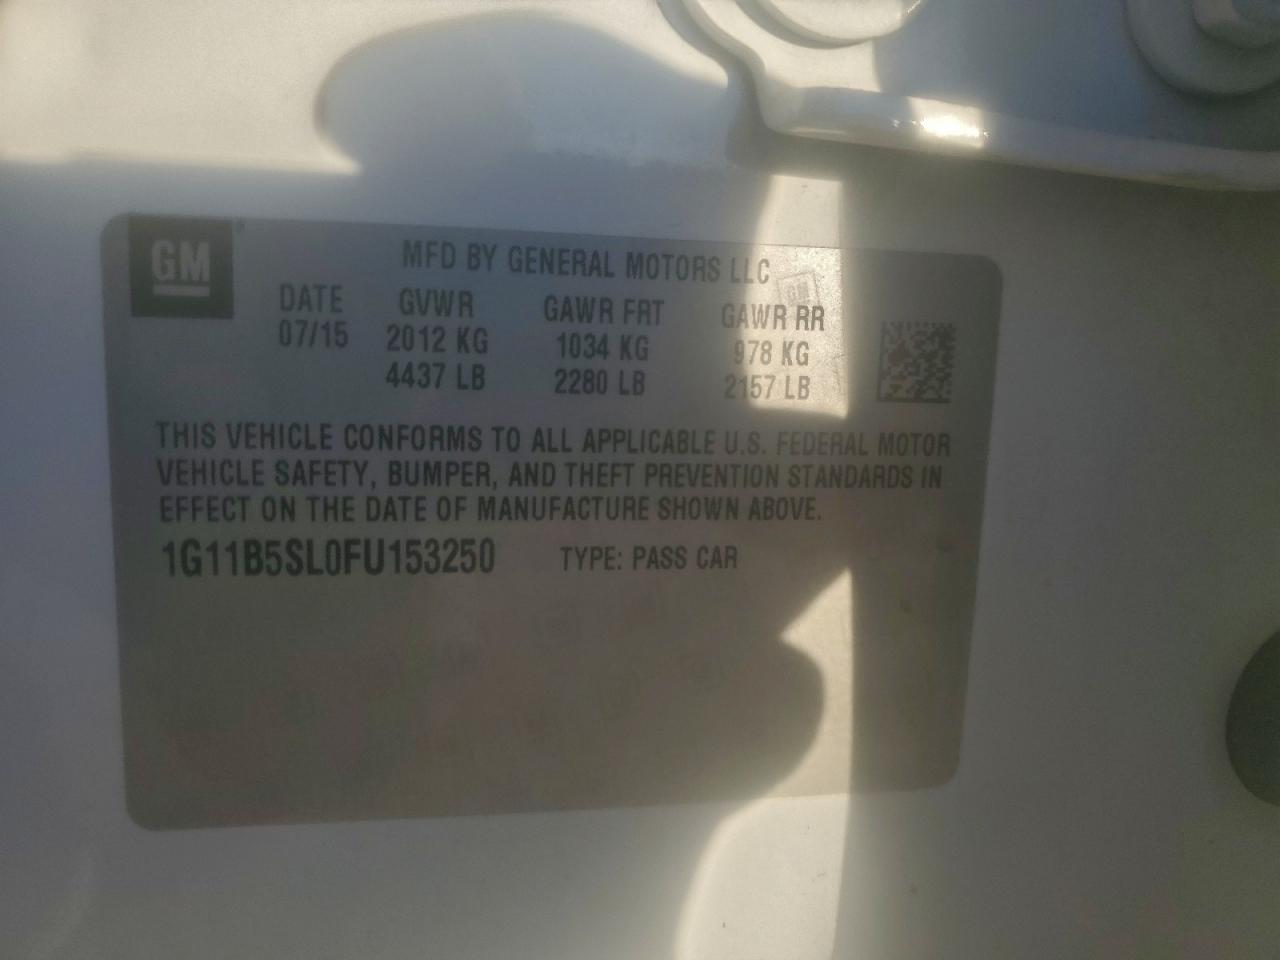 GM
MFD BY GENERAL MOTORS LLC
DATE GVWR GAWR FRT GAWR RR
07/15 2012 KG 1034 KG 978 KG
4437 LB 2280 LB 2157 LB
THIS VEHICLE CONFORMS TO ALL APPLICABLE U.S. FEDERAL MOTOR
VEHICLE SAFETY, BUMPER, AND THEFT PREVENTION STANDARDS IN
EFFECT ON THE DATE OF MANUFACTURE SHOWN ABOVE.
1G11B5SL0FU153250 TYPE: PASS CAR